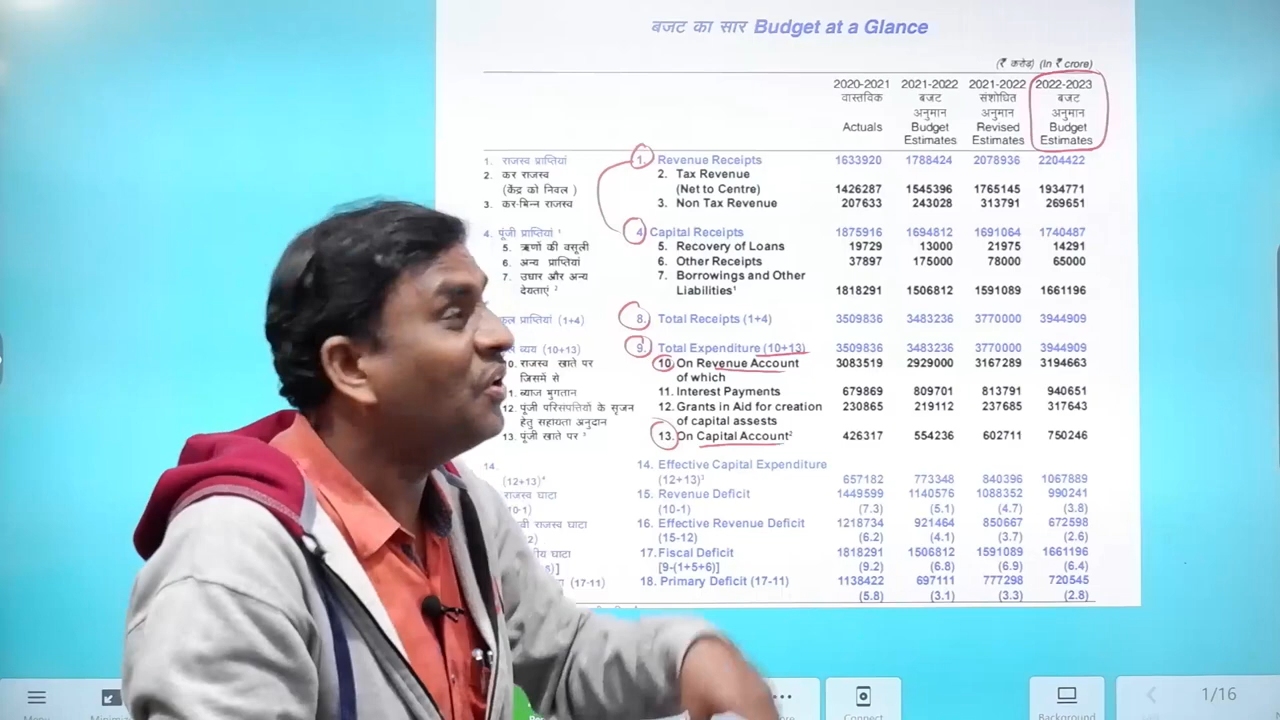 बजट का सार Budget at a Glance
(₹ करोड़) (In ₹ crore)
2020-2021 2021-2022 2021-2022 2022-2023
वास्तविक बजट संशोधित बजट
अनुमान अनुमान अनुमान
Actuals Budget Revised Budget
Estimates Estimates Estimates
1. राजस्व प्राप्तियां 1. Revenue Receipts 1633920 1788424 2078936 2204422
2. कर राजस्व 2. Tax Revenue
(केंद्र को निवल) (Net to Centre) 1426287 1545396 1765145 1934771
3. कर-भिन्न राजस्व 3. Non Tax Revenue 207633 243028 313791 269651
4. पूंजी प्राप्तियां ¹ 4 Capital Receipts 1875916 1694812 1691064 1740487
5. ऋणों की वसूली 5. Recovery of Loans 19729 13000 21975 14291
6. अन्य प्राप्तियां 6. Other Receipts 37897 175000 78000 65000
7. उधार और अन्य 7. Borrowings and Other
देयताएं ² Liabilities¹ 1818291 1506812 1591089 1661196
कुल प्राप्तियां (1+4) 8. Total Receipts (1+4) 3509836 3483236 3770000 3944909
व्यय (10+13) 9. Total Expenditure (10+13) 3509836 3483236 3770000 3944909
10. राजस्व खाते पर 10. On Revenue Account 3083519 2929000 3167289 3194663
जिसमें से of which
1. ब्याज भुगतान 11. Interest Payments 679869 809701 813791 940651
12. पूंजी परिसंपत्तियों के सृजन 12. Grants in Aid for creation 230865 219112 237685 317643
हेतु सहायता अनुदान of capital assests
13. पूंजी खाते पर 13. On Capital Account² 426317 554236 602711 750246
14. 14. Effective Capital Expenditure
(12+13) (12+13)³ 657182 773348 840396 1067889
राजस्व घाटा 15. Revenue Deficit 1449599 1140576 1088352 990241
10-1) (10-1) (7.3) (5.1) (4.7) (3.8)
राजस्व घाटा 16. Effective Revenue Deficit 1218734 921464 850667 672598
(15-12) (6.2) (4.1) (3.7) (2.6)
घाटा 17. Fiscal Deficit 1818291 1506812 1591089 1661196
[9-(1+5+6)] (9.2) (6.8) (6.9) (6.4)
(17-11) 18. Primary Deficit (17-11) 1138422 697111 777298 720545
(5.8) (3.1) (3.3) (2.8)
1/16
Connect Background